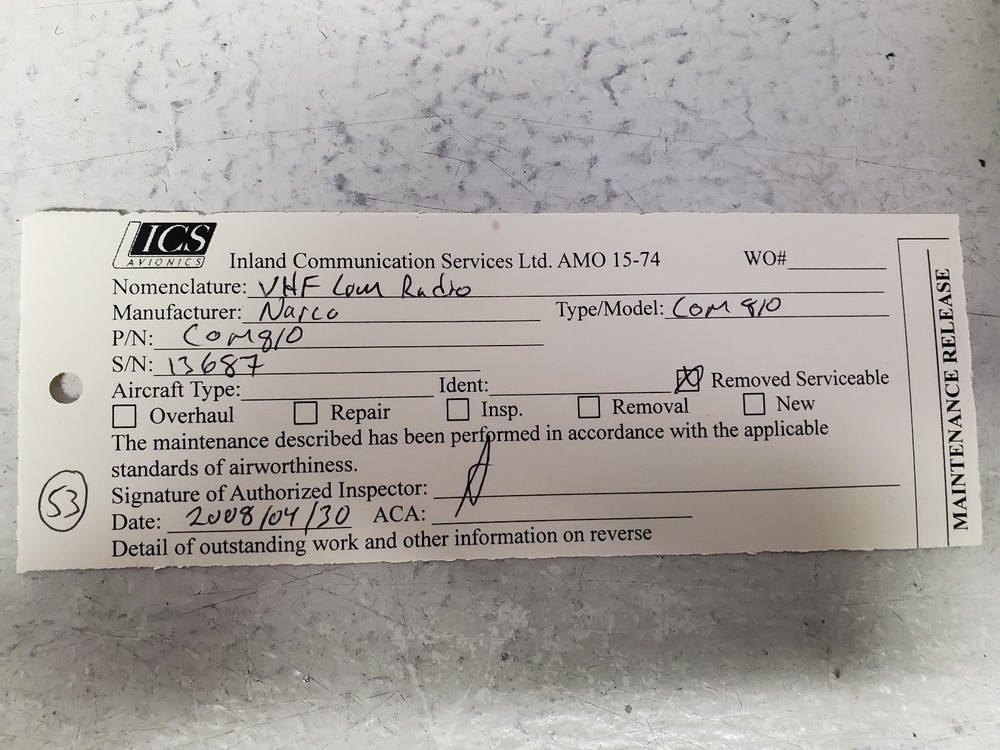 ICS
AVIONICS
Inland Communication Services Ltd. AMO 15-74 WO#
Nomenclature: VHF Com Radio
Manufacturer: Narco Type/Model: COM 810
P/N: COM810
S/N: 13687
Aircraft Type: Ident: Removed Serviceable
Overhaul Repair Insp. Removal New
The maintenance described has been performed in accordance with the applicable
standards of airworthiness.
Signature of Authorized Inspector:
Date: 2008/04/30 ACA:
Detail of outstanding work and other information on reverse
53
MAINTENANCE RELEASE